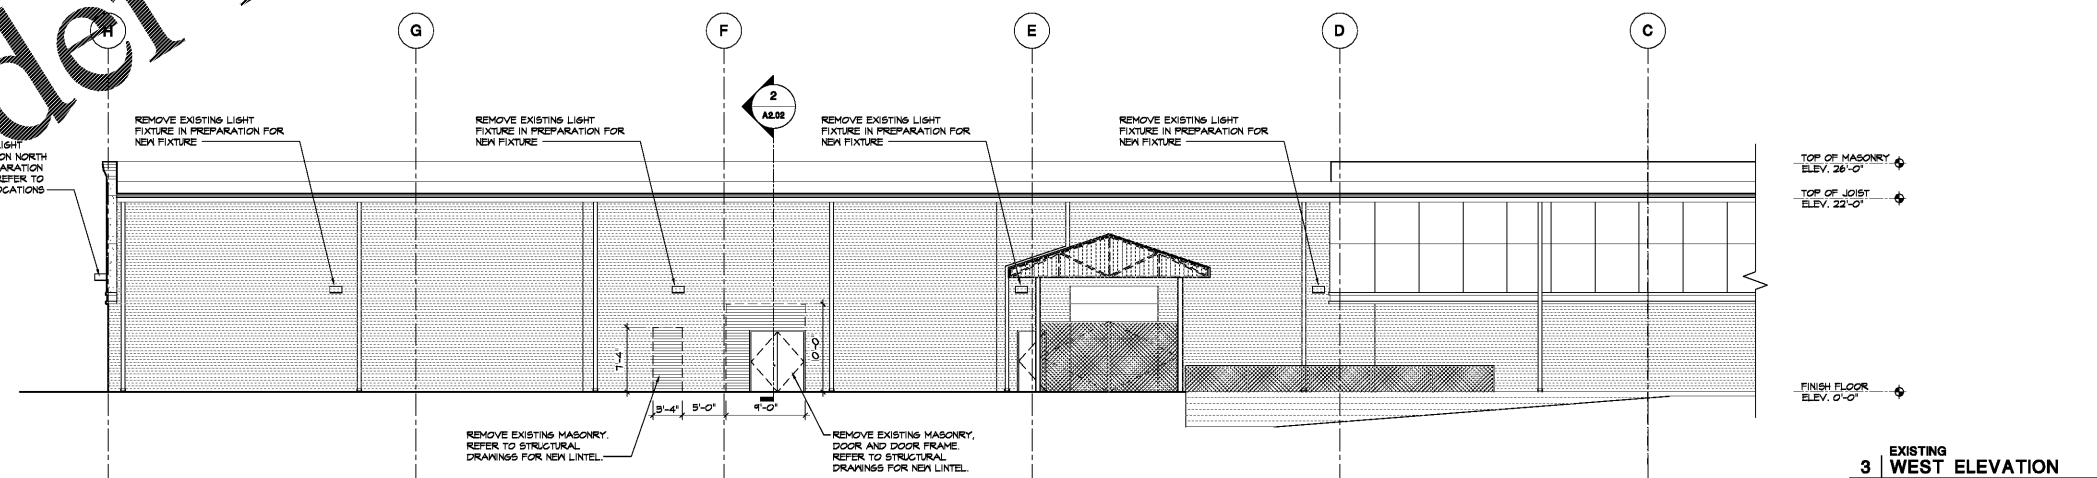 der
H
G
F
E
D
C
2
A2.02
REMOVE EXISTING LIGHT
FIXTURE IN PREPARATION FOR
NEW FIXTURE
REMOVE EXISTING LIGHT
FIXTURE IN PREPARATION FOR
NEW FIXTURE
REMOVE EXISTING LIGHT
FIXTURE IN PREPARATION FOR
NEW FIXTURE
REMOVE EXISTING LIGHT
FIXTURE IN PREPARATION FOR
NEW FIXTURE
LIGHT
ON NORTH
PARATION
REFER TO
OCATIONS
TOP OF MASONRY
ELEV. 26'-0"
TOP OF JOIST
ELEV. 22'-0"
7'-4"
10'-0"
3'-4"
5'-0"
9'-0"
FINISH FLOOR
ELEV. 0'-0"
REMOVE EXISTING MASONRY.
REFER TO STRUCTURAL
DRAWINGS FOR NEW LINTEL.
REMOVE EXISTING MASONRY,
DOOR AND DOOR FRAME.
REFER TO STRUCTURAL
DRAWINGS FOR NEW LINTEL.
EXISTING
3 WEST ELEVATION